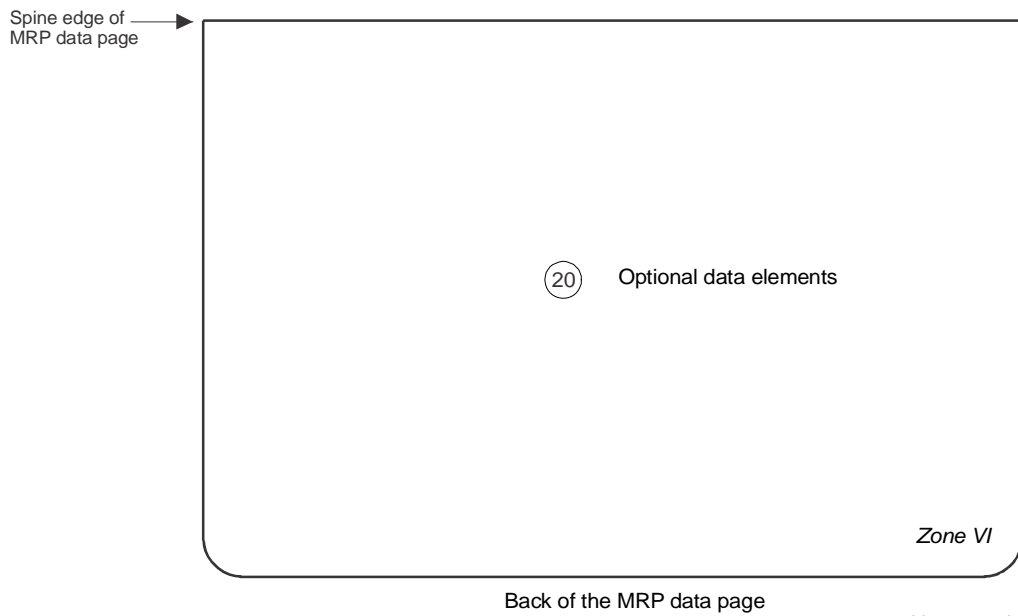 Spine edge of
MRP data page
20 Optional data elements
Zone VI
Back of the MRP data page